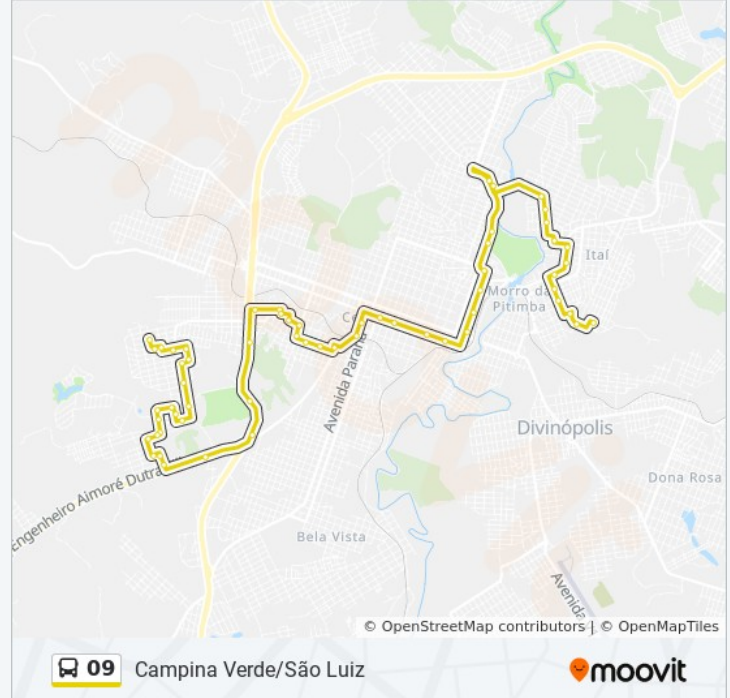 Itaí
Morro da
Pitimba
Avenida Paraná
Divinópolis
Engenheiro Aimoré Dutra
Dona Rosa
Bela Vista
Avenida
© OpenStreetMap contributors | © OpenMapTiles
09 Campina Verde/São Luiz
moovit